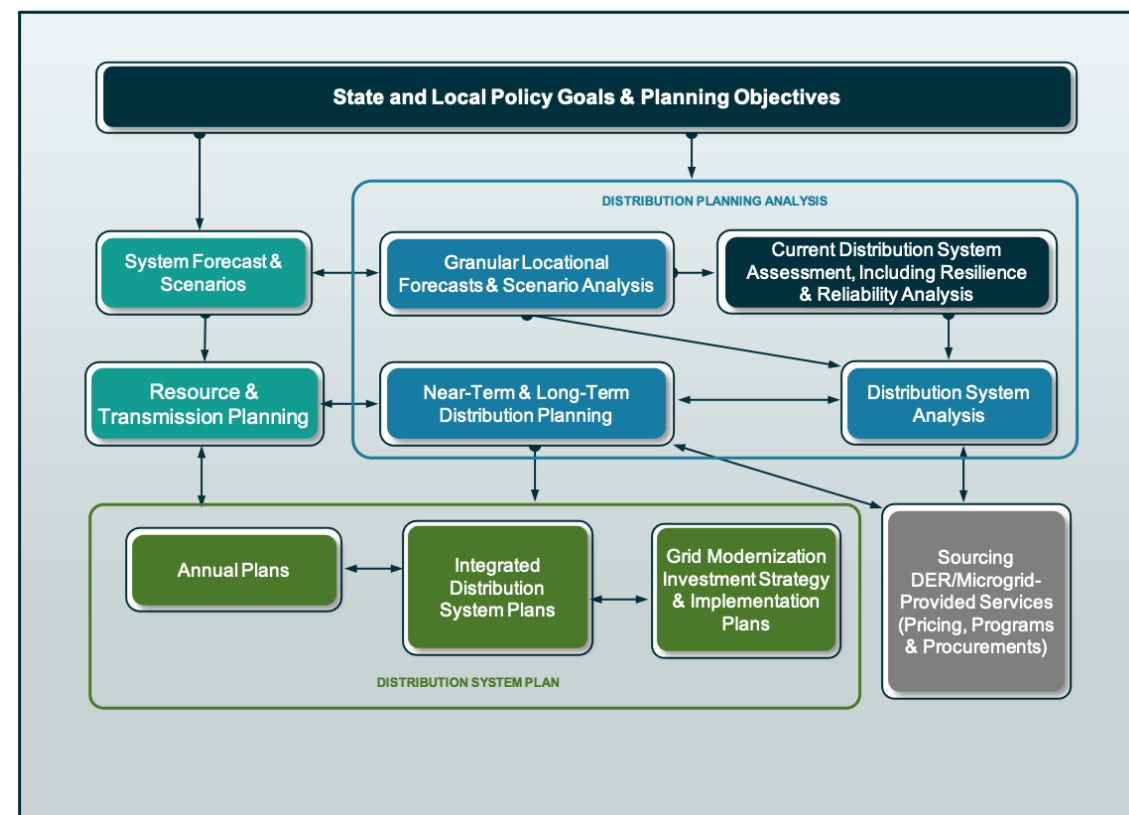 State and Local Policy Goals & Planning Objectives
DISTRIBUTION PLANNING ANALYSIS
System Forecast &
Scenarios
Granular Locational
Forecasts & Scenario Analysis
Current Distribution System
Assessment, Including Resilience
& Reliability Analysis
Resource &
Transmission Planning
Near-Term & Long-Term
Distribution Planning
Distribution System
Analysis
Annual Plans
Integrated
Distribution
System Plans
Grid Modernization
Investment Strategy
& Implementation
Plans
Sourcing
DER/Microgrid-
Provided Services
(Pricing, Programs
& Procurements)
DISTRIBUTION SYSTEM PLAN